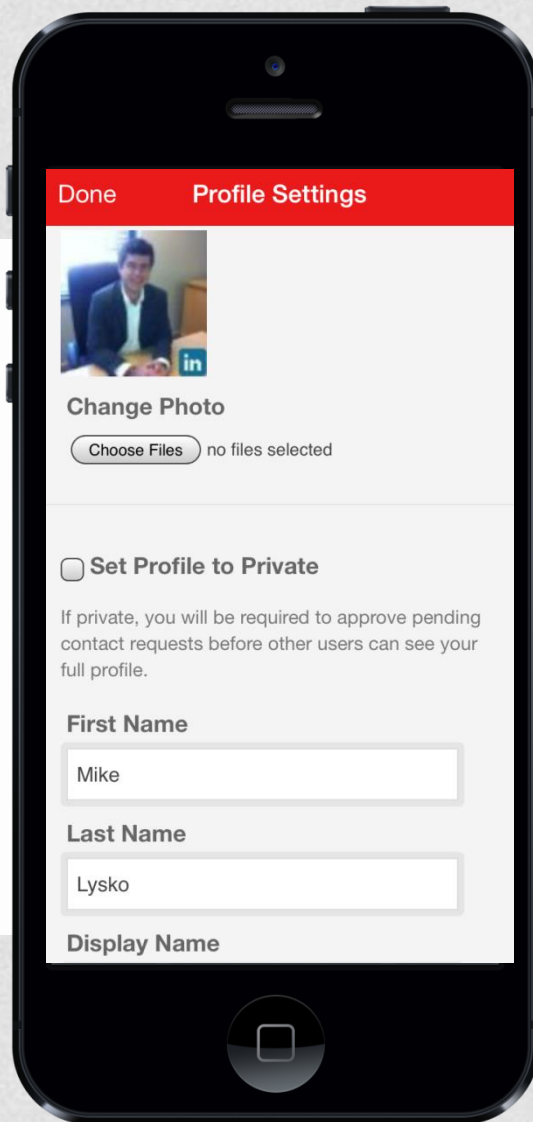 Done Profile Settings
in
Change Photo
Choose Files no files selected
Set Profile to Private
If private, you will be required to approve pending
contact requests before other users can see your
full profile.
First Name
Mike
Last Name
Lysko
Display Name